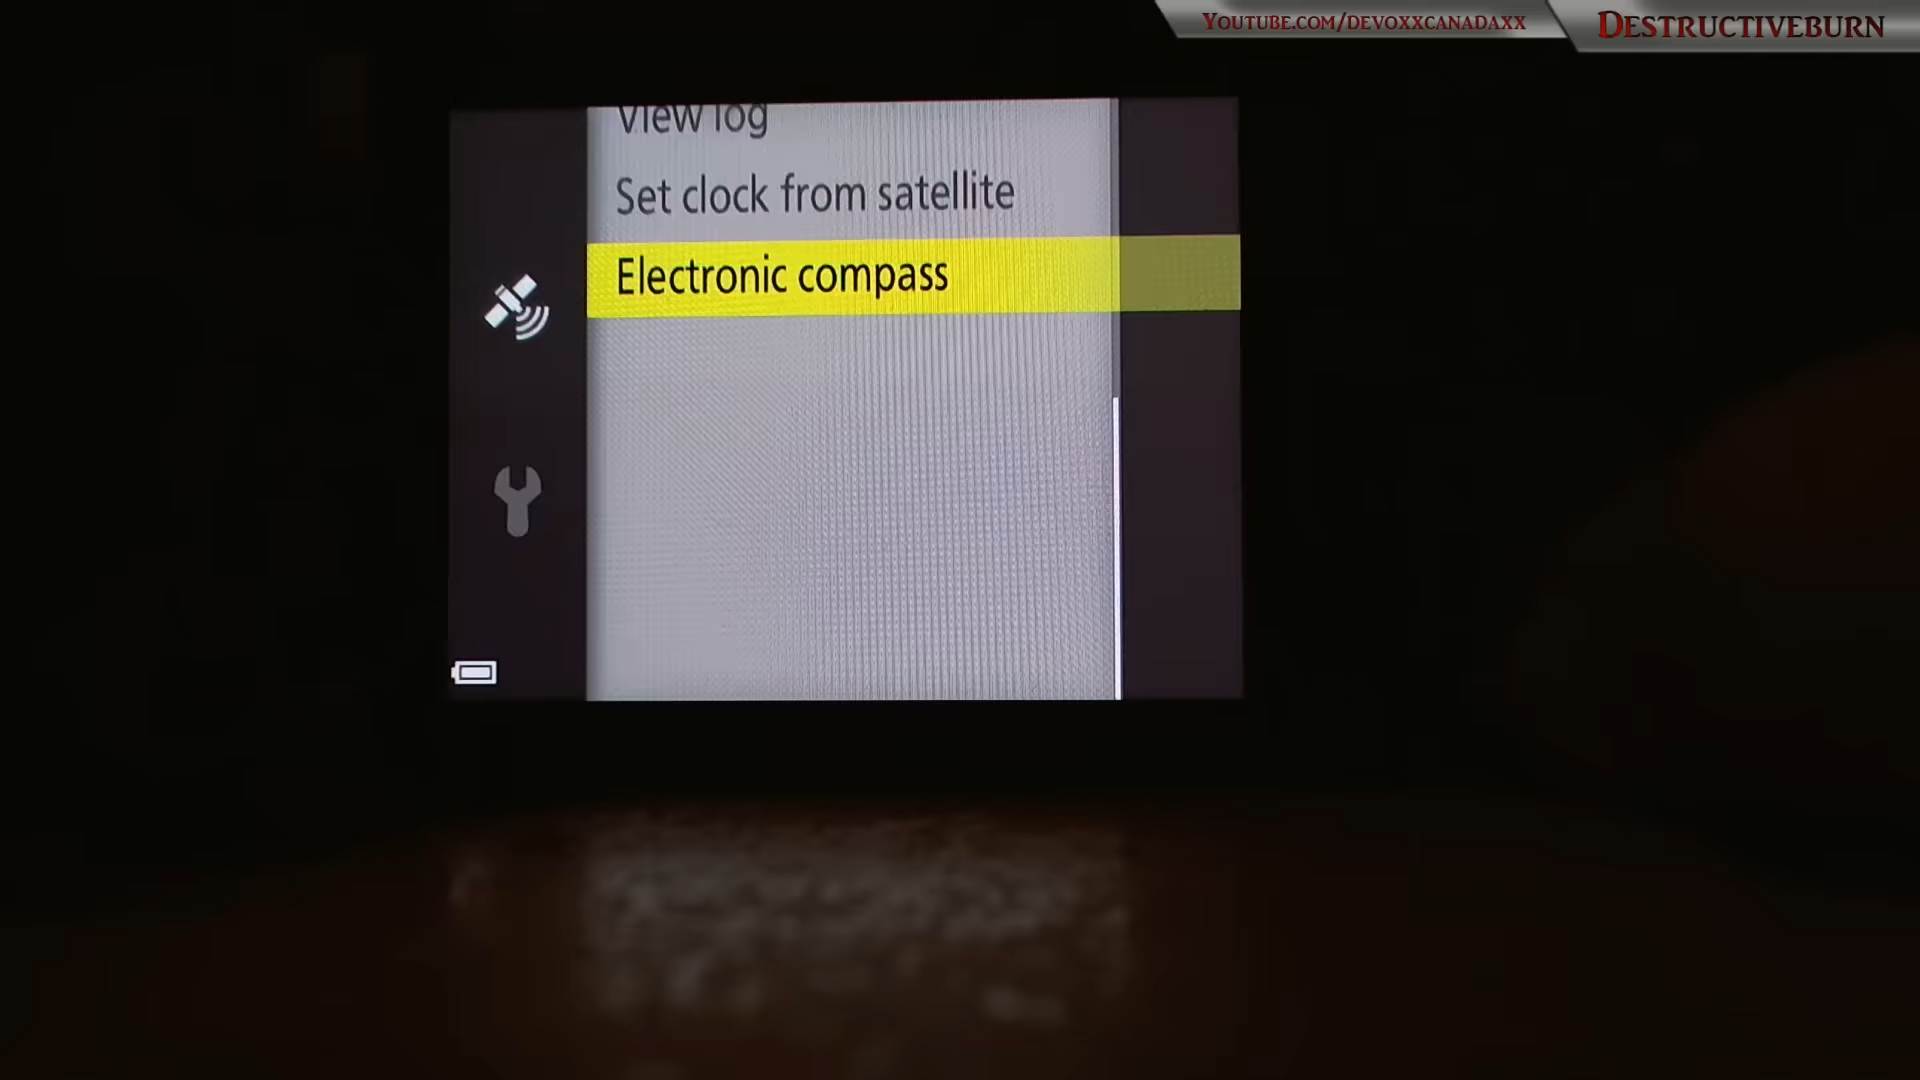 Youtube.com/devoxxcanadaxx
Destructiveburn
View log
Set clock from satellite
Electronic compass